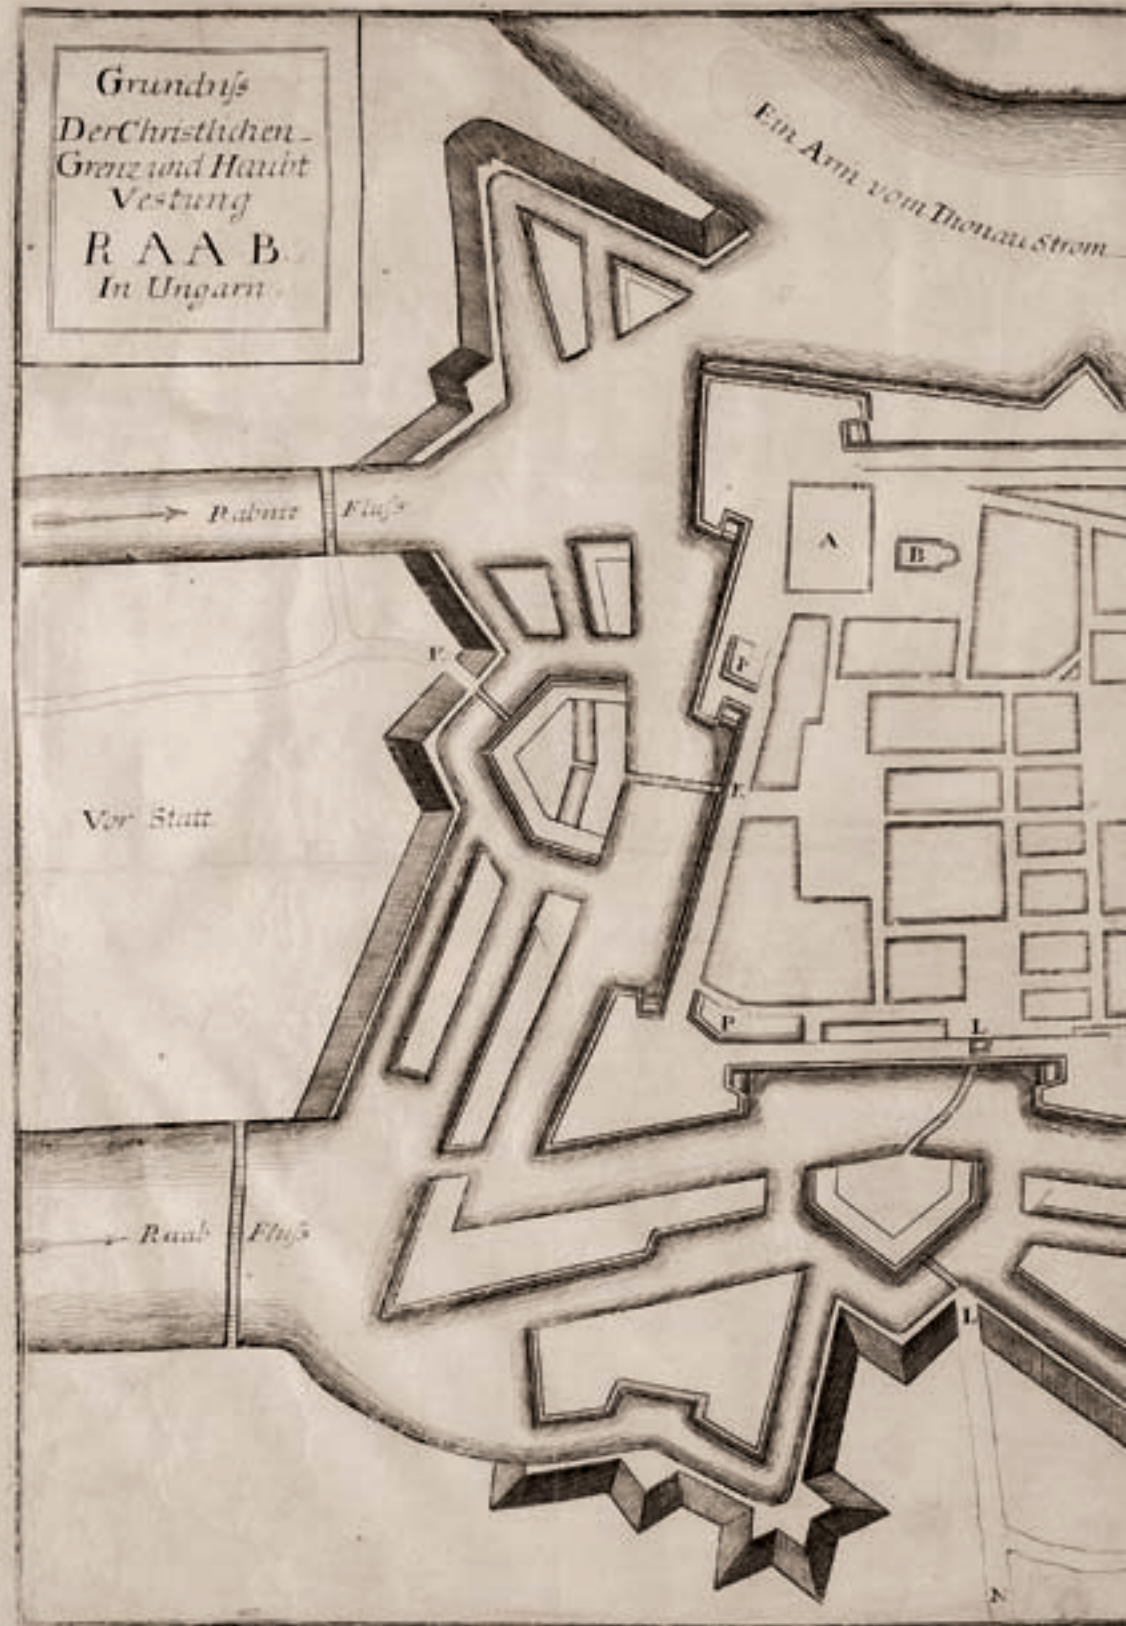 Grundriſs
Der Christlichen-
Grenz und Haubt
Vestung
RAAB
In Ungarn
Ein Arm vom Thonau Strom
Rabnit Fluſs
A
B
F.
F
F.
Vor Statt
P
L
Raab Fluſs
L
N